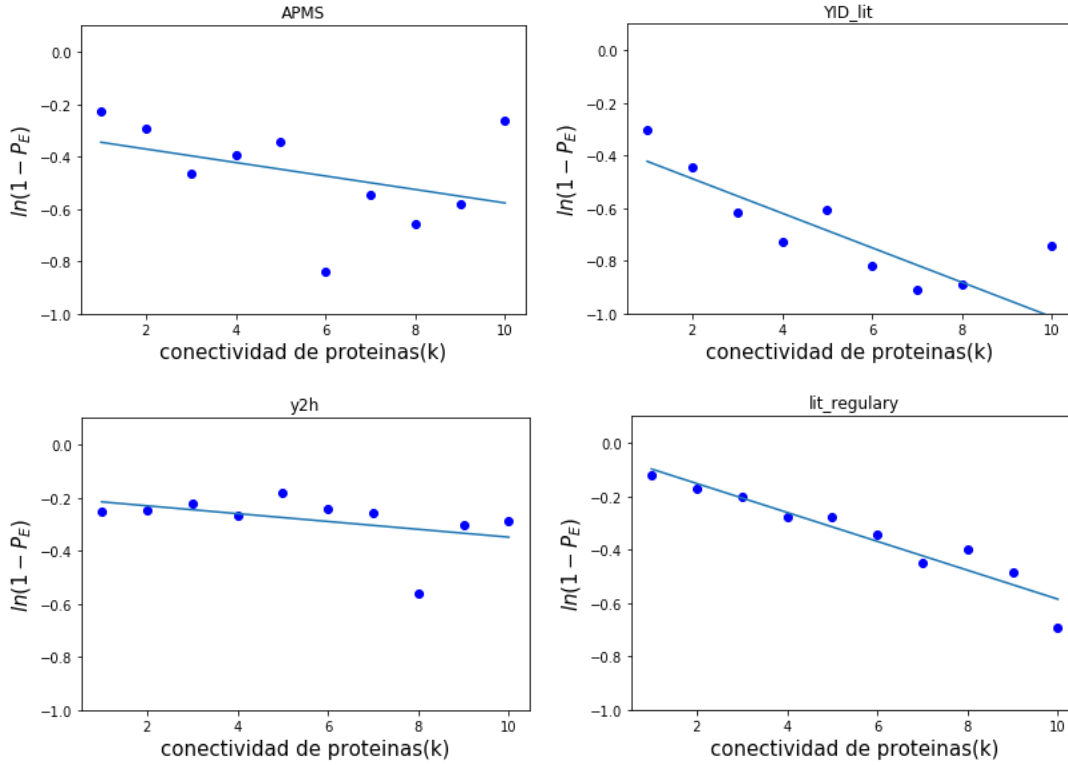 APMS
ln(1 − P_E)
0.0
−0.2
−0.4
−0.6
−0.8
−1.0
2 4 6 8 10
conectividad de proteinas(k)
YID_lit
ln(1 − P_E)
0.0
−0.2
−0.4
−0.6
−0.8
−1.0
2 4 6 8 10
conectividad de proteinas(k)
y2h
ln(1 − P_E)
0.0
−0.2
−0.4
−0.6
−0.8
−1.0
2 4 6 8 10
conectividad de proteinas(k)
lit_regulary
ln(1 − P_E)
0.0
−0.2
−0.4
−0.6
−0.8
−1.0
2 4 6 8 10
conectividad de proteinas(k)